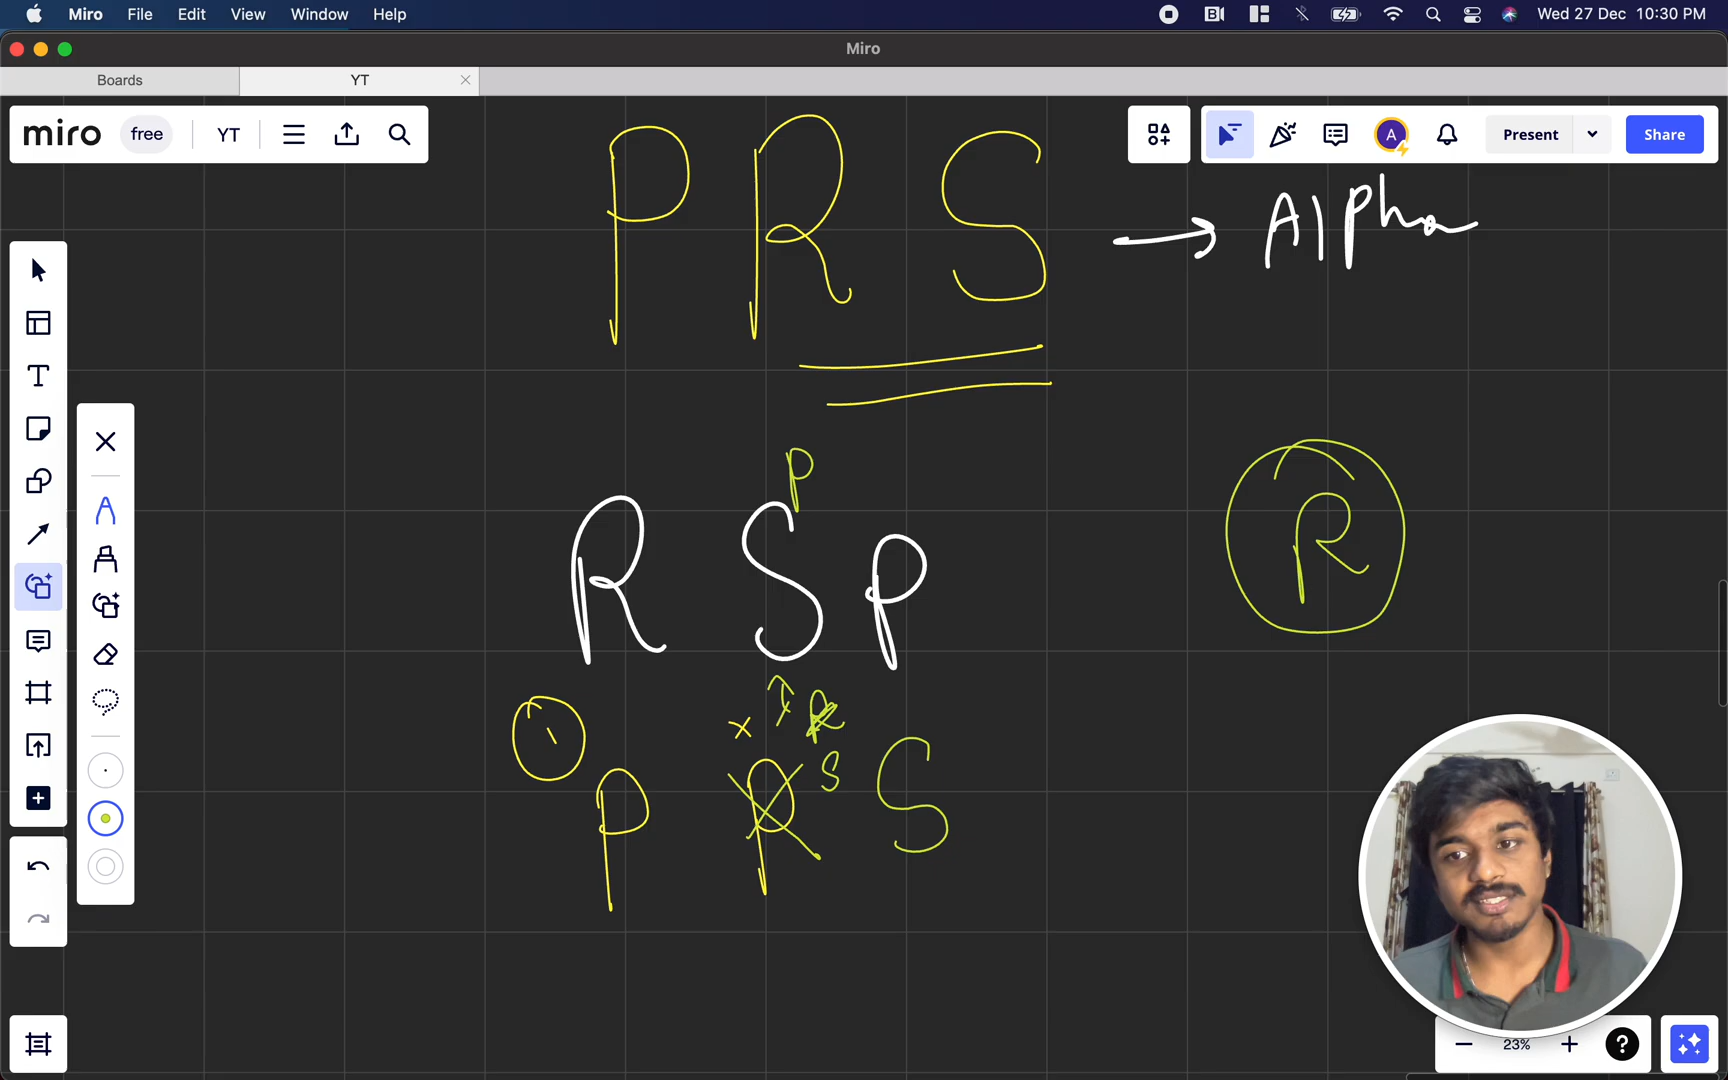 Miro File Edit View Window Help Wed 27 Dec 10:30 PM
Miro
Boards YT
miro free YT A Present Share
P R S → Alpha
P
R S P R
x R
P R S S
23% ?